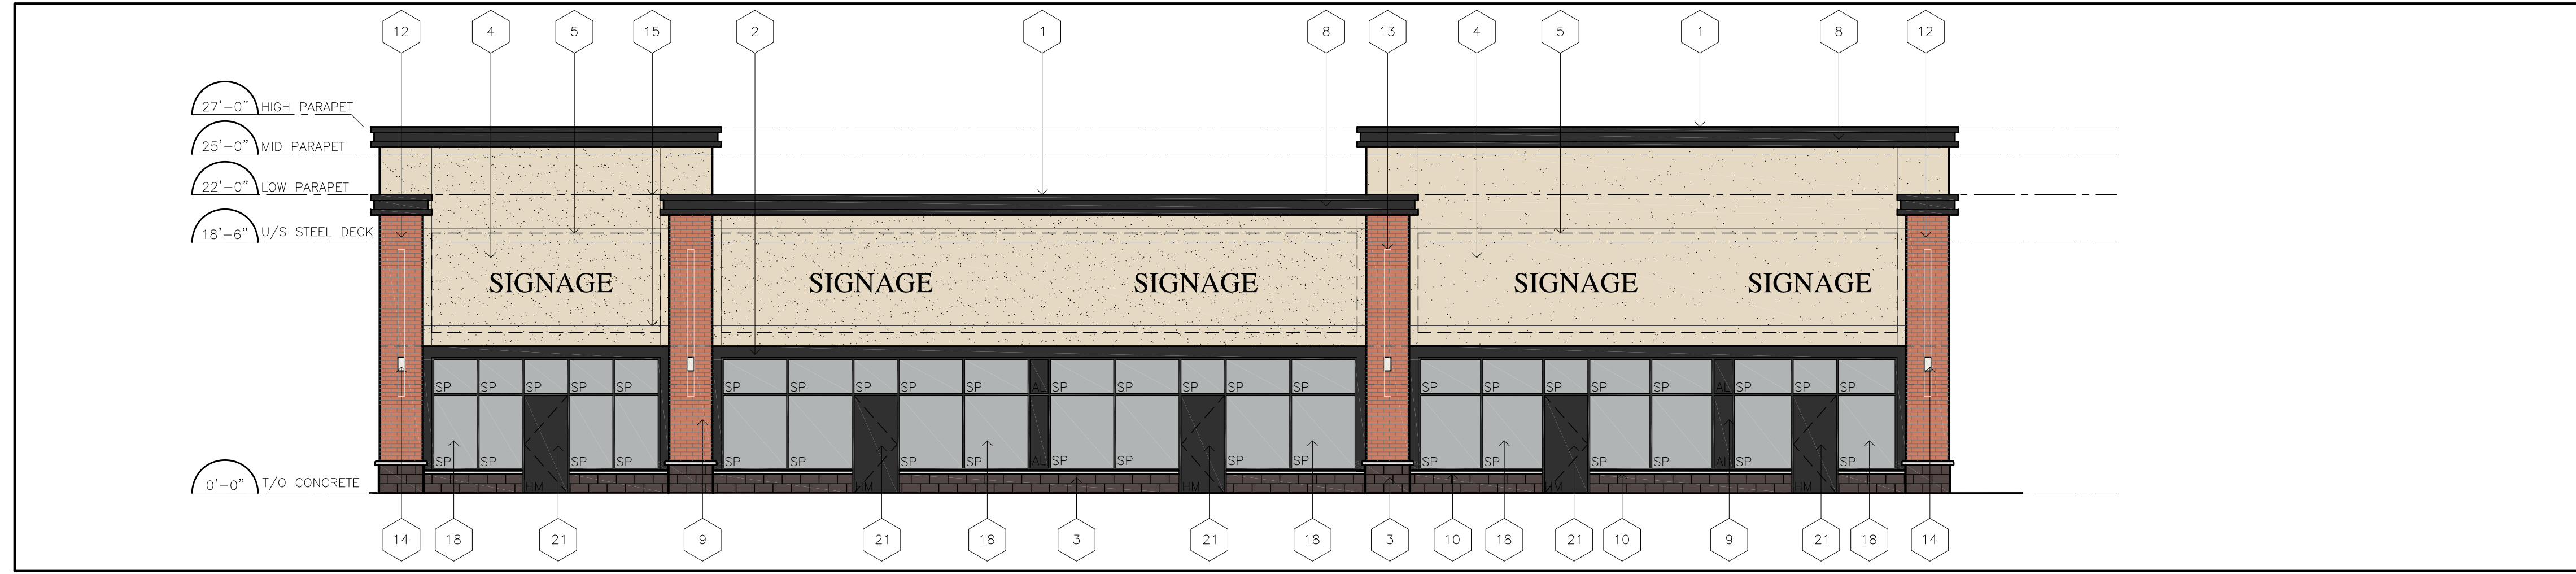 12 4 5 15 2 1 8 13 4 5 1 8 12
27'-0" HIGH PARAPET
25'-0" MID PARAPET
22'-0" LOW PARAPET
18'-6" U/S STEEL DECK
SIGNAGE SIGNAGE SIGNAGE SIGNAGE SIGNAGE
SP SP SP SP SP SP SP SP SP SP AL SP SP SP SP SP SP SP SP SP SP AL SP SP SP
SP SP SP SP SP SP SP SP AL SP SP SP SP SP SP SP SP AL SP SP
0'-0" T/O CONCRETE
HM HM HM HM HM
14 18 21 9 21 18 3 21 18 3 10 18 21 10 9 21 18 14